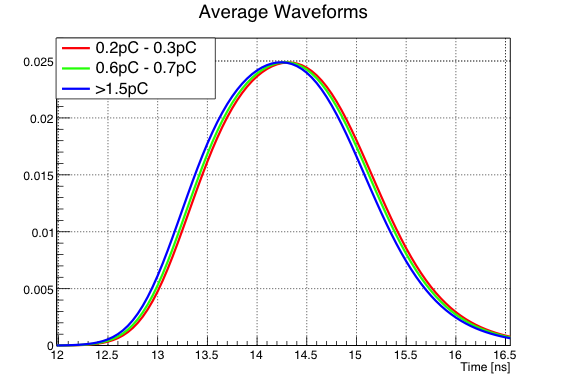 Average Waveforms
0.2pC - 0.3pC
0.6pC - 0.7pC
>1.5pC
0.025
0.02
0.015
0.01
0.005
0
12 12.5 13 13.5 14 14.5 15 15.5 16 16.5
Time [ns]